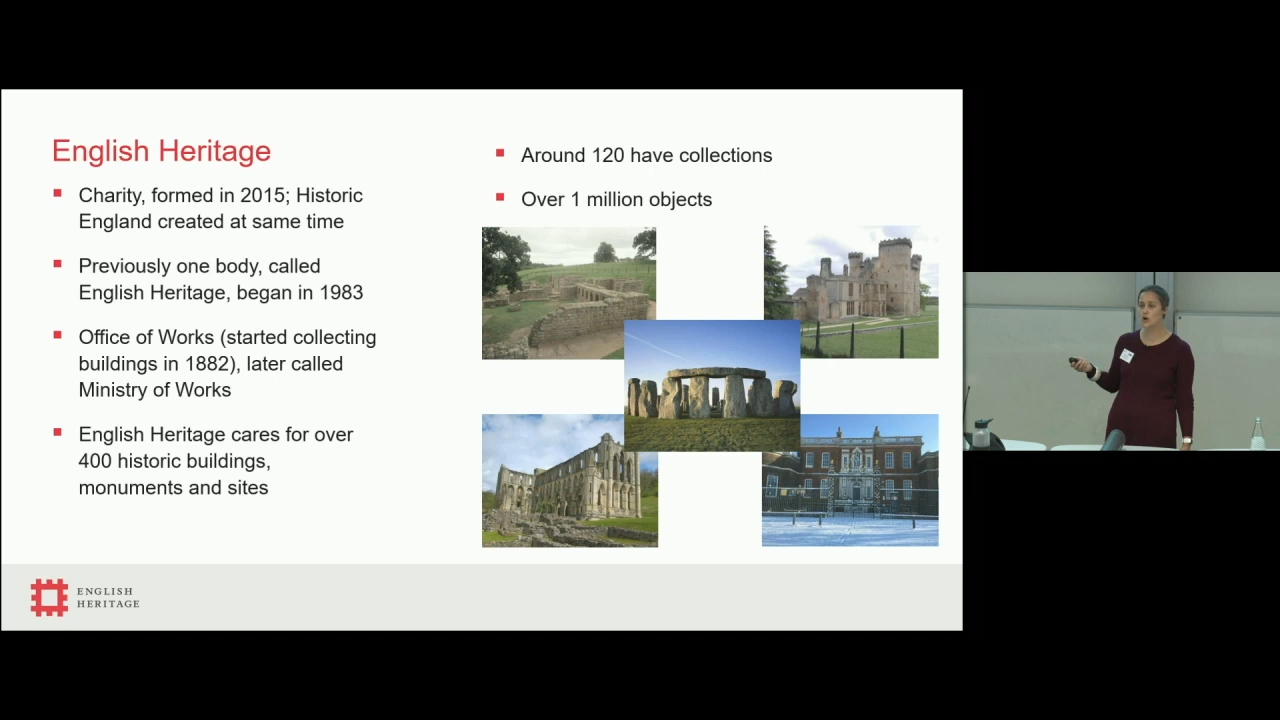 English Heritage
Charity, formed in 2015; Historic
England created at same time
Previously one body, called
English Heritage, began in 1983
Office of Works (started collecting
buildings in 1882), later called
Ministry of Works
English Heritage cares for over
400 historic buildings,
monuments and sites
Around 120 have collections
Over 1 million objects
ENGLISH
HERITAGE